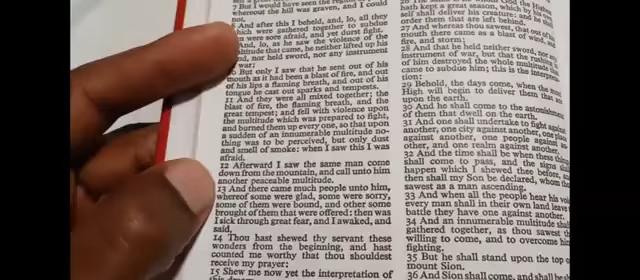 7 But I would have seen the region
whereout the hill was graven, and I could
not.
8 And after this I beheld, and lo, all they
which were gathered together to subdue
were sore afraid, and yet durst fight.
And, lo, as he saw the violence of the
multitude that came, he neither lifted up his
nor held sword, nor any instrument
war:
But only I saw that he sent out of his
mouth as it had been a blast of fire, and out
of his lips a flaming breath, and out of his
tongue he cast out sparks and tempests.
11 And they were all mixed together; the
blast of fire, the flaming breath, and the
great tempest; and fell with violence upon
the multitude which was prepared to fight,
and burned them up every one, so that upon
a sudden of an innumerable multitude no-
thing was to be perceived, but only dust
and smell of smoke: when I saw this I was
afraid.
12 Afterward I saw the same man come
down from the mountain, and call unto him
another peaceable multitude.
13 And there came much people unto him,
whereof some were glad, some were sorry,
some of them were bound, and other some
brought of them that were offered: then was
I sick through great fear, and I awaked, and
said,
14 Thou hast shewed thy servant these
wonders from the beginning, and hast
counted me worthy that thou shouldest
receive my prayer:
15 Shew me now the interpretation of
hath kept a great season, which by
self shall deliver his creature: and he
order them that are left behind.
27 And whereas thou sawest, that out of
mouth there came as a blast of wind, and
fire, and storm;
28 And that he held neither sword, nor
instrument of war, but that the rushing
of him destroyed the whole multitude
came to subdue him; this is the interpreta-
tion:
29 Behold, the days come, when the most
High will begin to deliver them that are
upon the earth.
30 And he shall come to the astonishment
of them that dwell on the earth.
31 And one shall undertake to fight against
another, one city against another, one place
against another, one people against
other, and one realm against another.
32 And the time shall be when these things
shall come to pass, and the signs shall
happen which I shewed thee before, and
then shall my Son be declared, whom thou
sawest as a man ascending.
33 And when all the people hear his voice
every man shall in their own land leave
battle they have one against another.
34 And an innumerable multitude shall
gathered together, as thou sawest them
willing to come, and to overcome him
fighting.
35 But he shall stand upon the top of
mount Sion.
36 And Sion shall come, and shall be